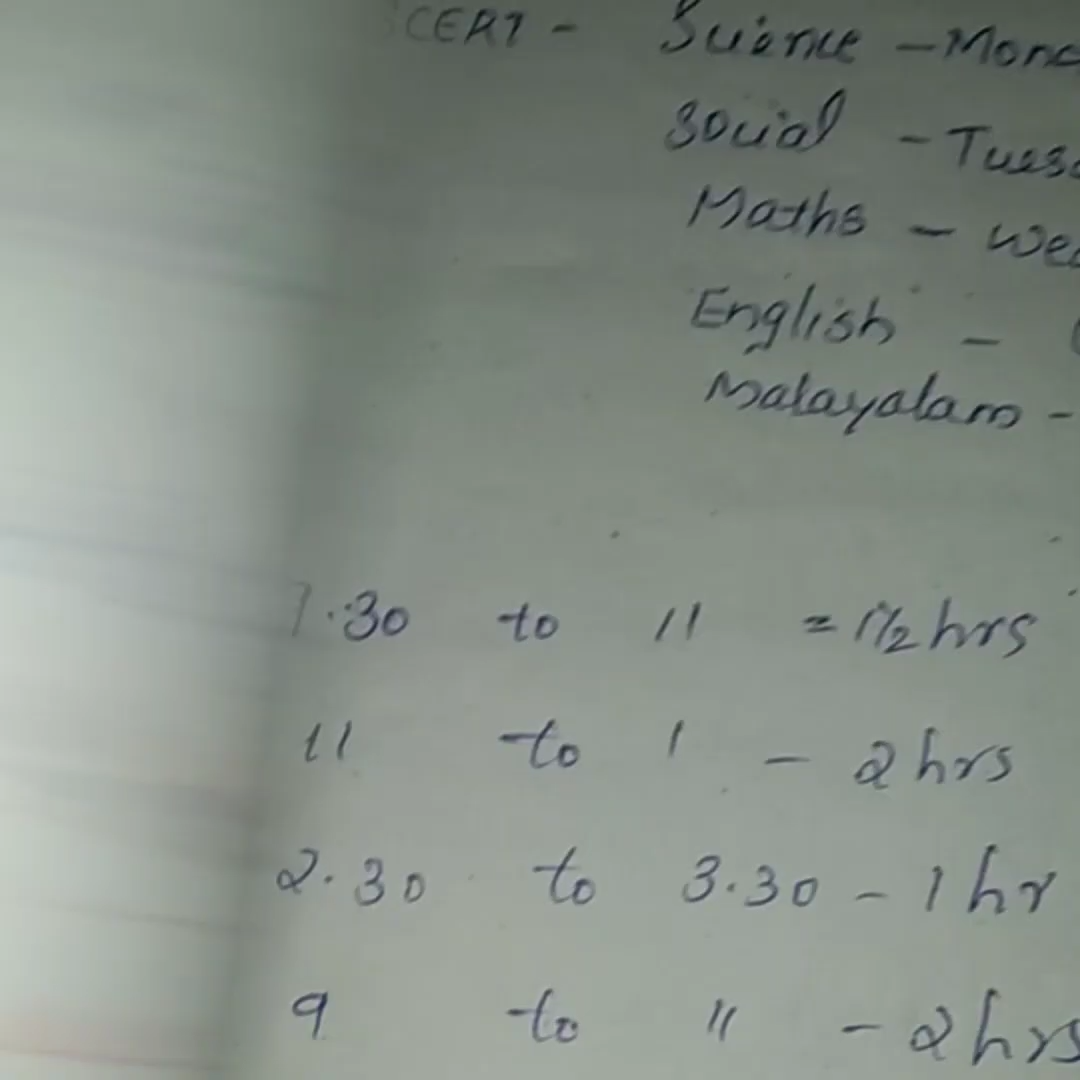 CERT - Science - Mon
Social - Tues
Maths - Wed
English -
Malayalam -
.30 to 11 = 1½ hrs
11 to 1 - 2 hrs
2.30 to 3.30 - 1 hr
9 to 11 - 2 hrs